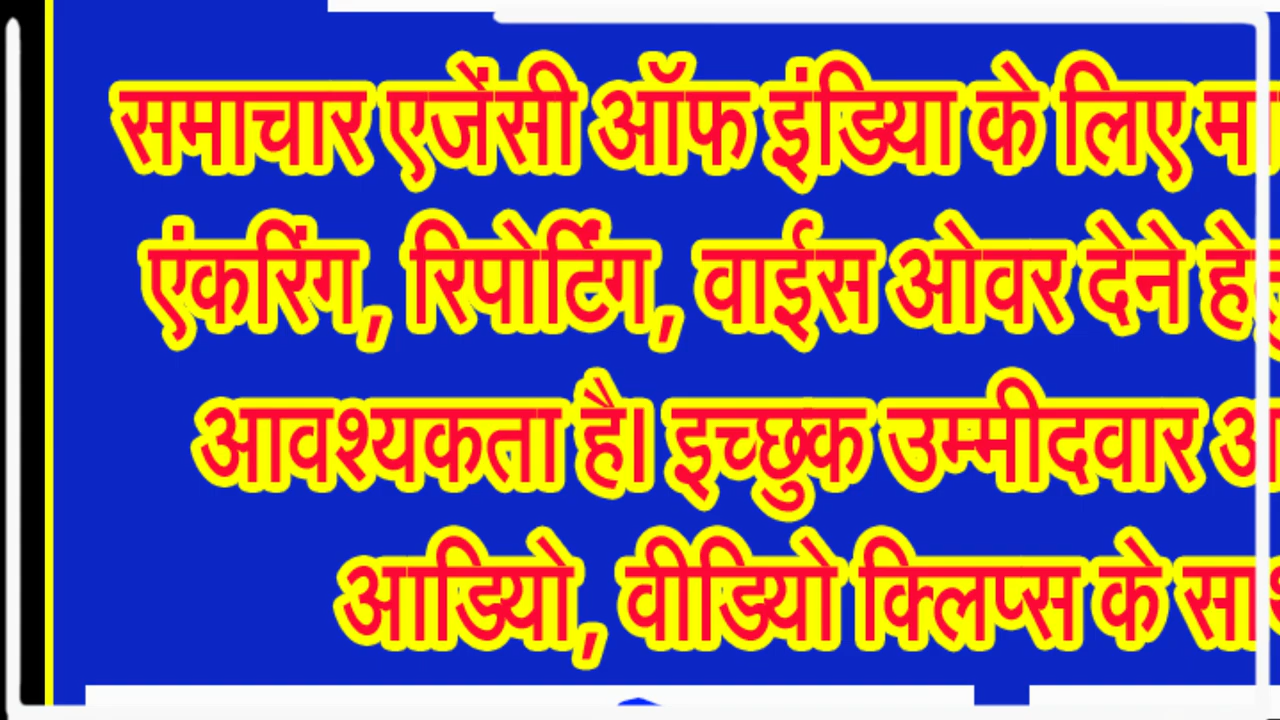 समाचार एजेंसी ऑफ इंडिया के लिए
एंकरिंग, रिपोर्टिंग, वाईस ओवर देने
आवश्यकता है। इच्छुक उम्मीदवार
आडियो, वीडियो क्लिप्स के